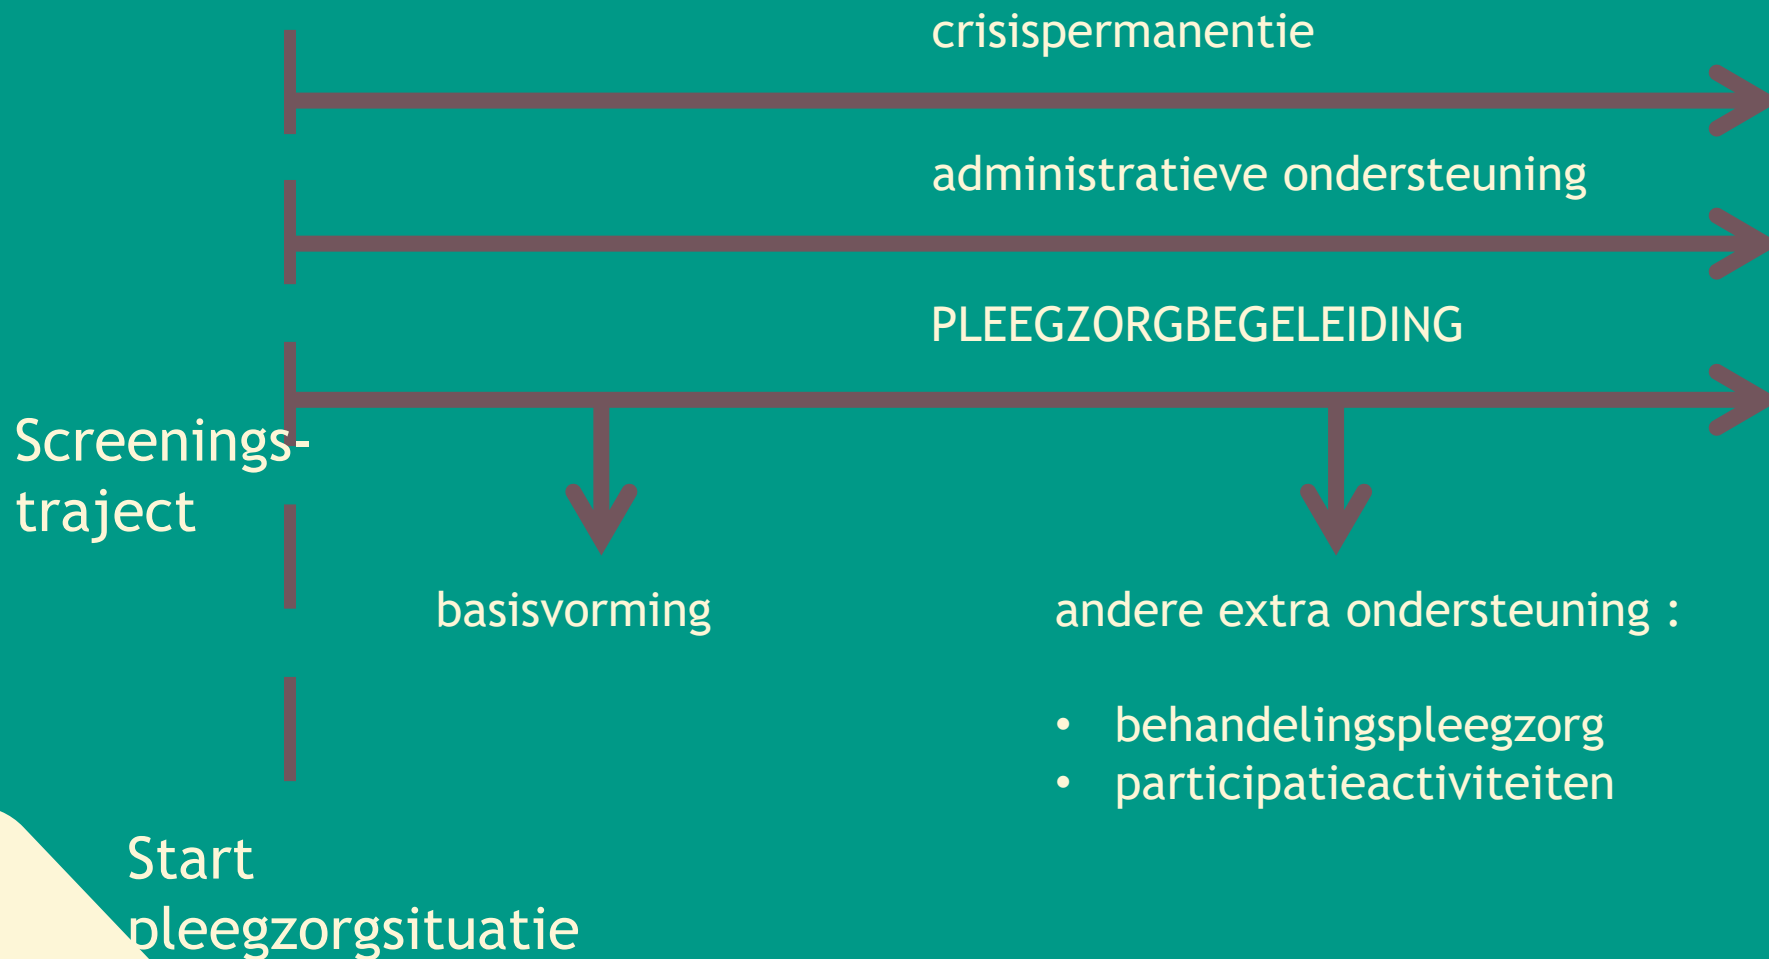 crisispermanentie
administratieve ondersteuning
PLEEGZORGBEGELEIDING
Screenings-
traject
basisvorming
andere extra ondersteuning :
• behandelingspleegzorg
• participatieactiviteiten
Start
pleegzorgsituatie